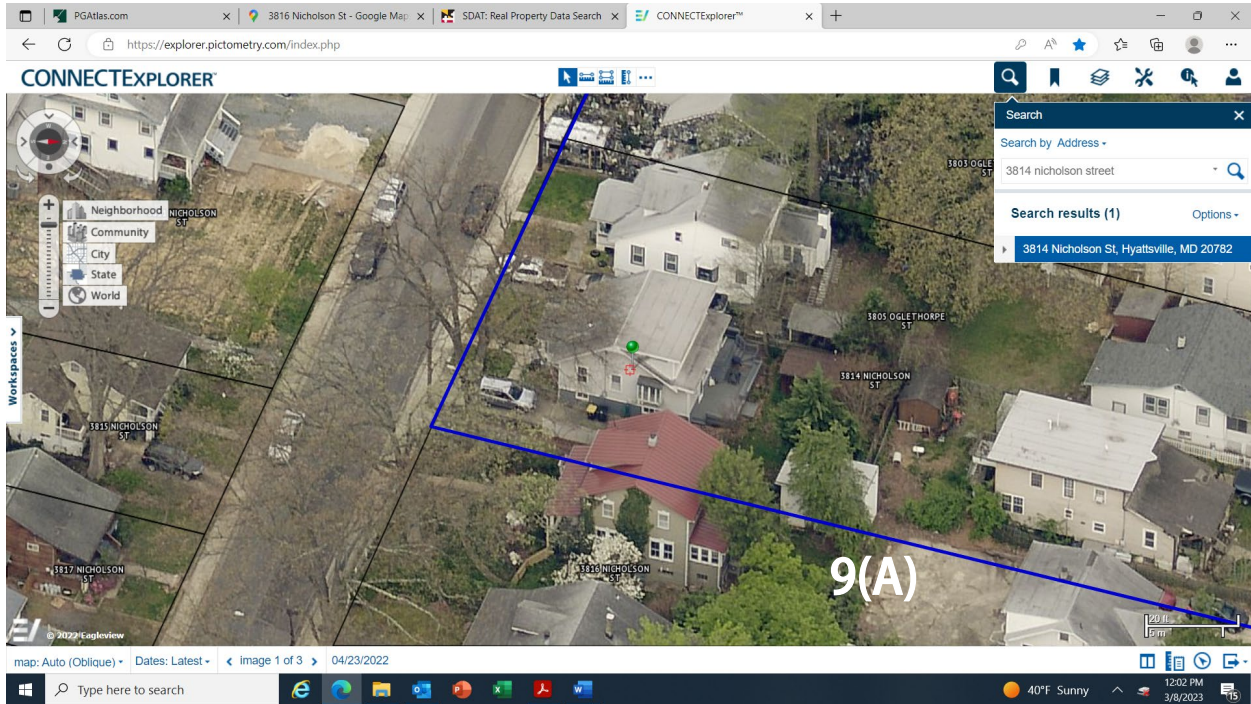 PGAtlas.com
3816 Nicholson St - Google Map
SDAT: Real Property Data Search
CONNECTExplorer™
https://explorer.pictometry.com/index.php
CONNECTEXPLORER™
Search
Search by Address
3814 nicholson street
Search results (1) Options
3814 Nicholson St, Hyattsville, MD 20782
Neighborhood
Community
City
State
World
Workspaces
NICHOLSON
ST
3803 OGLE
ST
3805 OGLETHORPE
ST
3814 NICHOLSON
ST
3815 NICHOLSON
ST
3817 NICHOLSON
ST
3816 NICHOLSON
ST
9(A)
20 ft
5 m
© 2022 Eagleview
map: Auto (Oblique) Dates: Latest image 1 of 3 04/23/2022
Type here to search
40°F Sunny
12:02 PM
3/8/2023
15